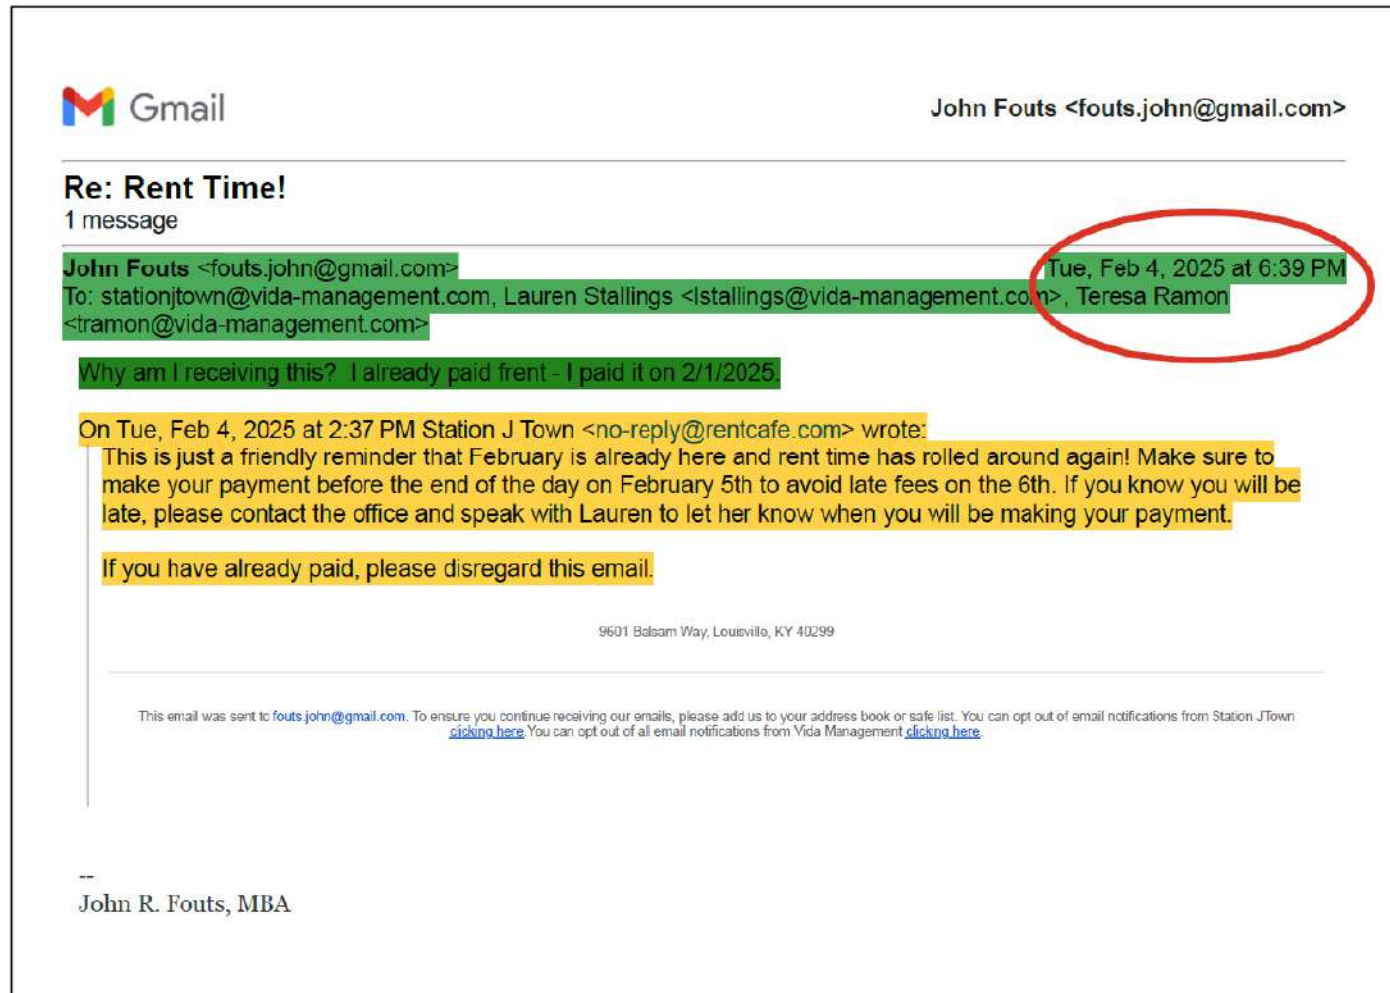 Gmail
John Fouts <fouts.john@gmail.com>
Re: Rent Time!
1 message
John Fouts <fouts.john@gmail.com>
Tue, Feb 4, 2025 at 6:39 PM
To: stationjtown@vida-management.com, Lauren Stallings <lstallings@vida-management.com>, Teresa Ramon
<tramon@vida-management.com>
Why am I receiving this?  I already paid frent - I paid it on 2/1/2025.
On Tue, Feb 4, 2025 at 2:37 PM Station J Town <no-reply@rentcafe.com> wrote:
This is just a friendly reminder that February is already here and rent time has rolled around again! Make sure to
make your payment before the end of the day on February 5th to avoid late fees on the 6th. If you know you will be
late, please contact the office and speak with Lauren to let her know when you will be making your payment.
If you have already paid, please disregard this email.
9601 Balsam Way, Louisville, KY 40299
This email was sent to fouts.john@gmail.com. To ensure you continue receiving our emails, please add us to your address book or safe list. You can opt out of email notifications from Station JTown
clicking here.You can opt out of all email notifications from Vida Management clicking here.
--
John R. Fouts, MBA